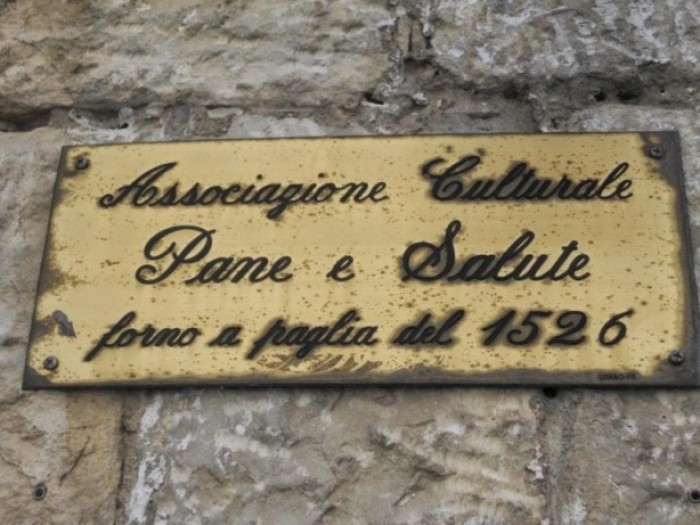 Associazione Culturale
Pane e Salute
forno a paglia del 1526